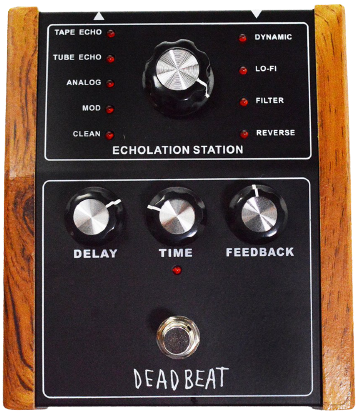 TAPE ECHO
TUBE ECHO
ANALOG
MOD
CLEAN
DYNAMIC
LO-FI
FILTER
REVERSE
ECHOLATION STATION
DELAY TIME FEEDBACK
DEADBEAT